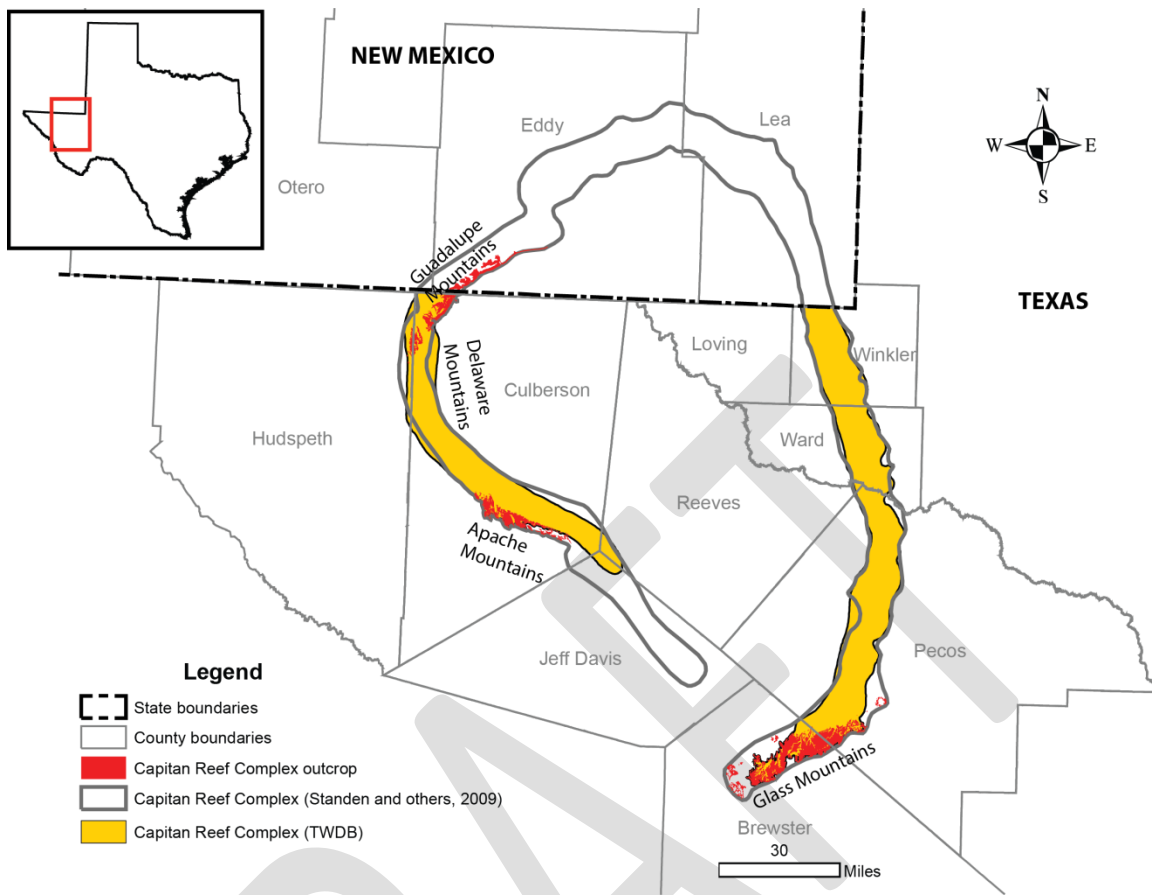 NEW MEXICO
Eddy
Lea
N
W E
S
Otero
Guadalupe
Mountains
TEXAS
Delaware
Mountains
Culberson
Loving
Winkler
Hudspeth
Ward
Reeves
Apache
Mountains
Jeff Davis
Pecos
Glass Mountains
Brewster
30
Miles
Legend
State boundaries
County boundaries
Capitan Reef Complex outcrop
Capitan Reef Complex (Standen and others, 2009)
Capitan Reef Complex (TWDB)
DRAFT